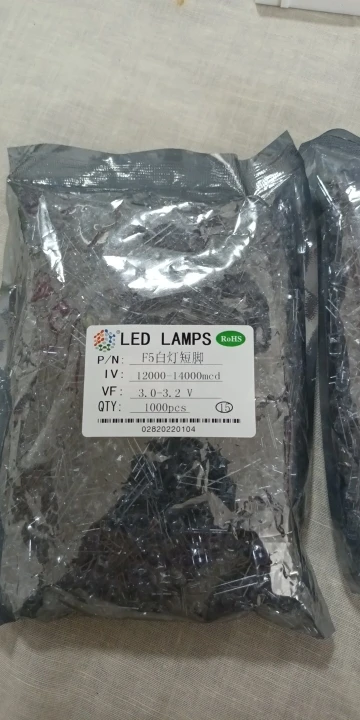 LED LAMPS RoHS
P/N: F5白灯短脚
IV: 12000-14000mcd
VF: 3.0-3.2 V
QTY: 1000pcs 15
02820220104